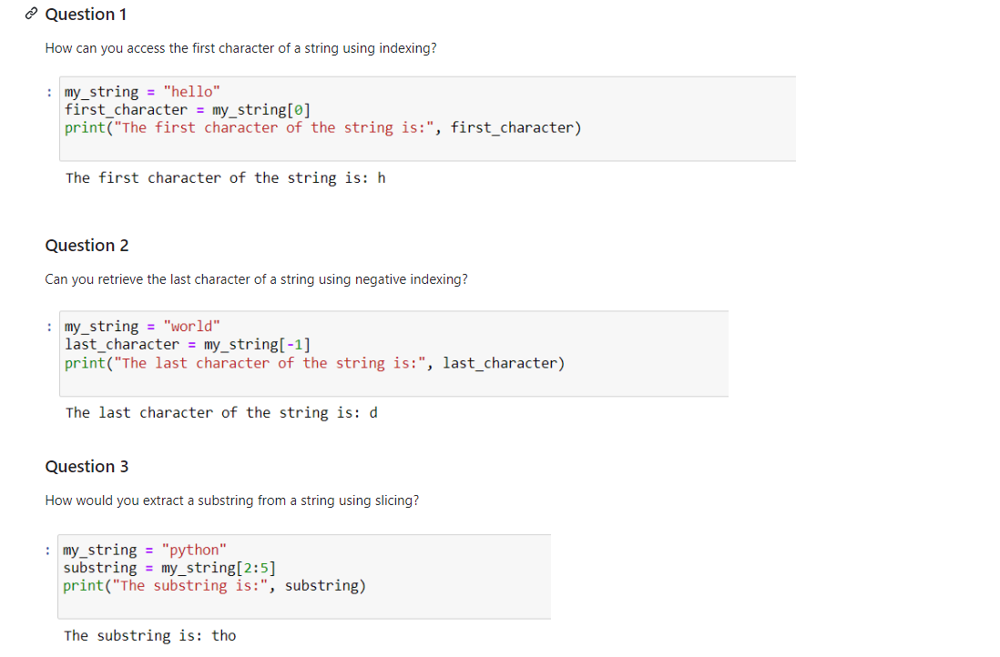 Question 1
How can you access the first character of a string using indexing?
: my_string = "hello"
first_character = my_string[0]
print("The first character of the string is:", first_character)
The first character of the string is: h
Question 2
Can you retrieve the last character of a string using negative indexing?
: my_string = "world"
last_character = my_string[-1]
print("The last character of the string is:", last_character)
The last character of the string is: d
Question 3
How would you extract a substring from a string using slicing?
: my_string = "python"
substring = my_string[2:5]
print("The substring is:", substring)
The substring is: tho